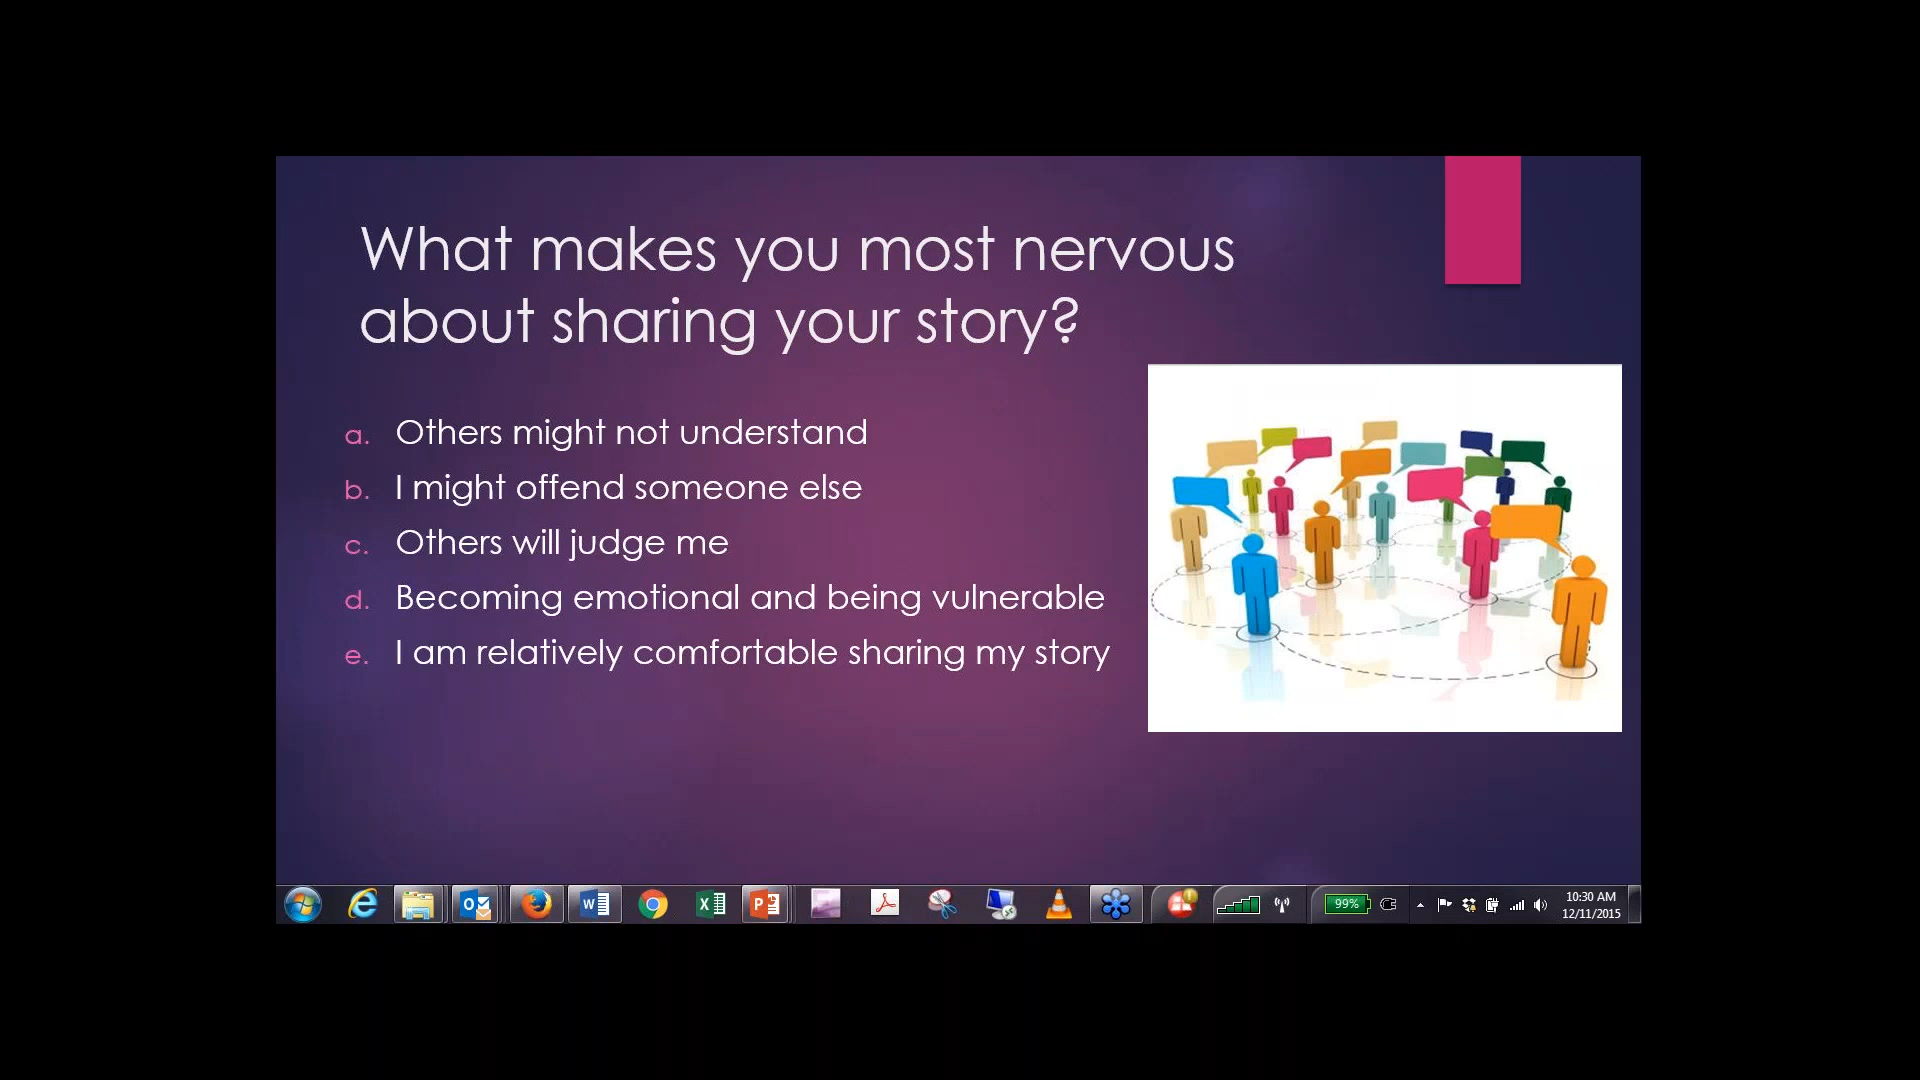 What makes you most nervous
about sharing your story?
a. Others might not understand
b. I might offend someone else
c. Others will judge me
d. Becoming emotional and being vulnerable
e. I am relatively comfortable sharing my story
99%
10:30 AM
12/11/2015